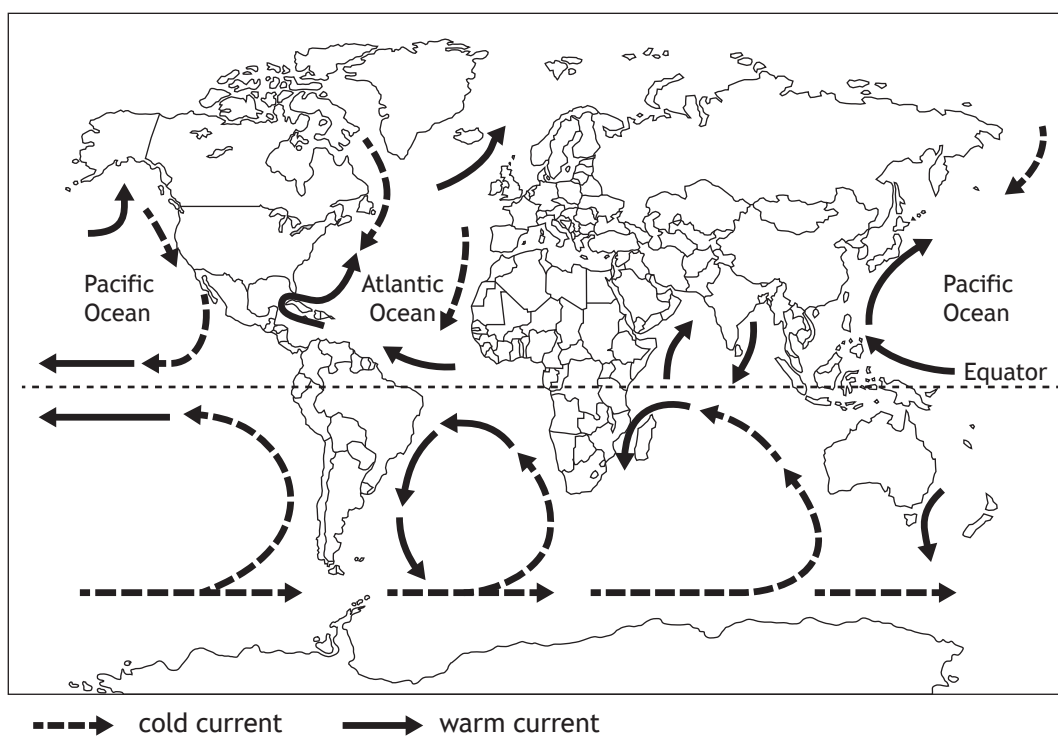 Pacific
Ocean
Atlantic
Ocean
Pacific
Ocean
Equator
cold current
warm current